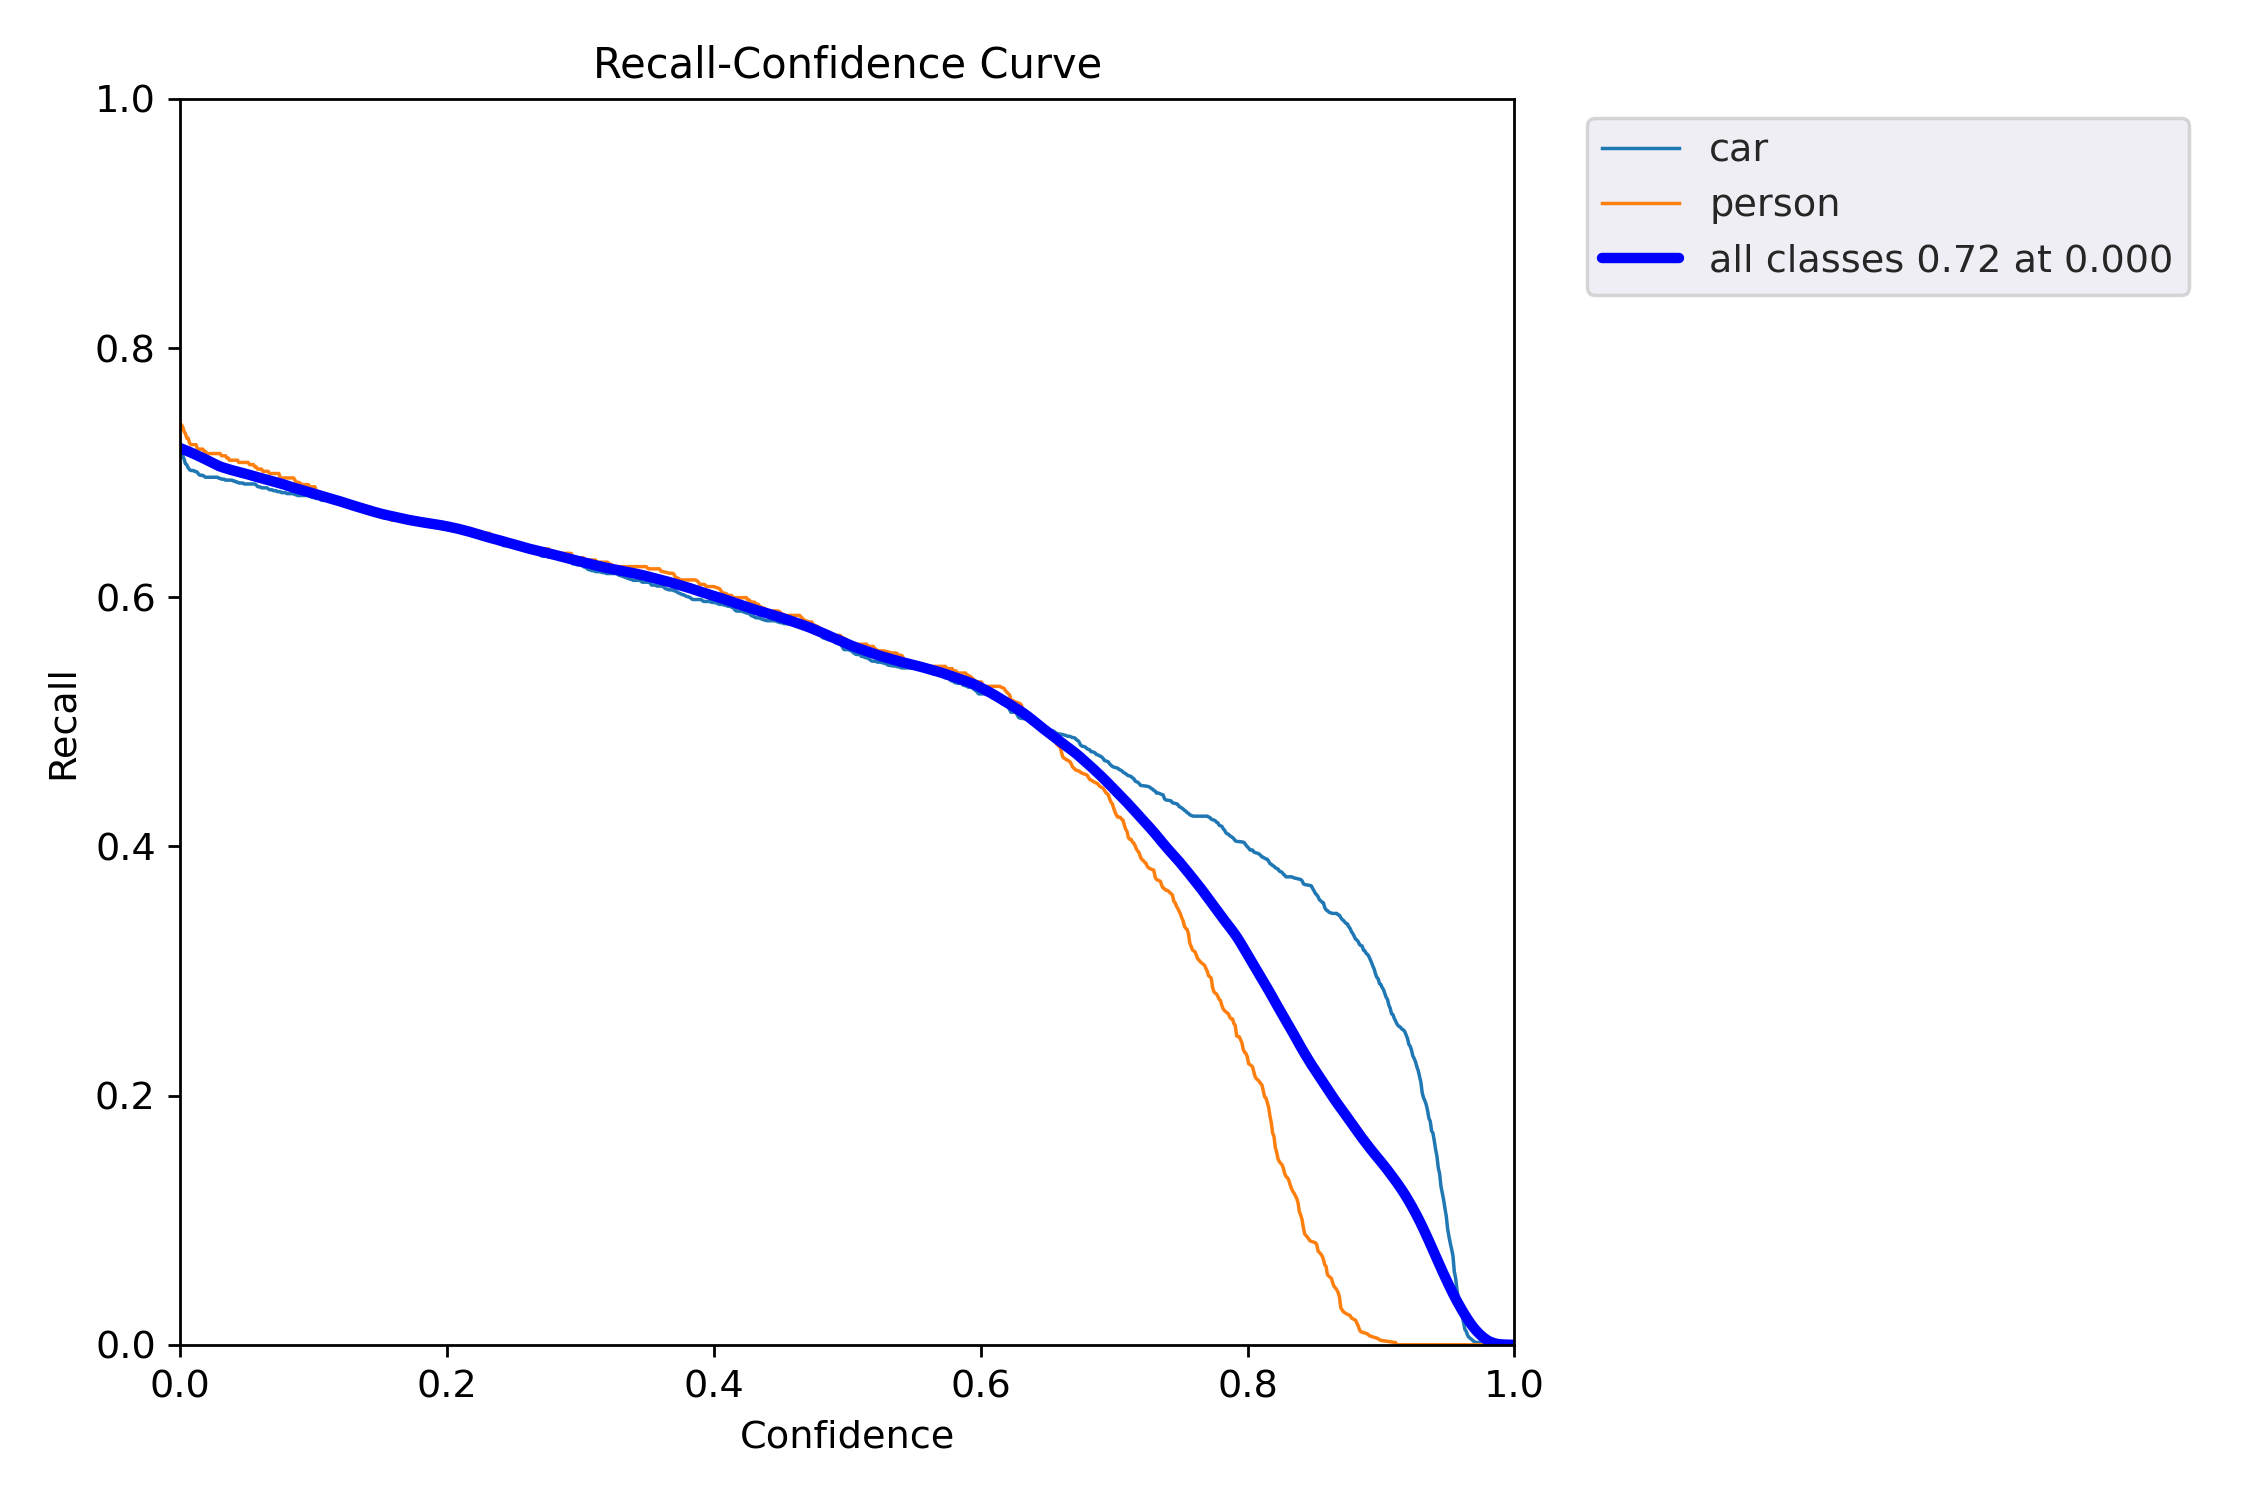 Recall-Confidence Curve
1.0
0.8
0.6
0.4
0.2
0.0
Recall
0.0 0.2 0.4 0.6 0.8 1.0
Confidence
car
person
all classes 0.72 at 0.000